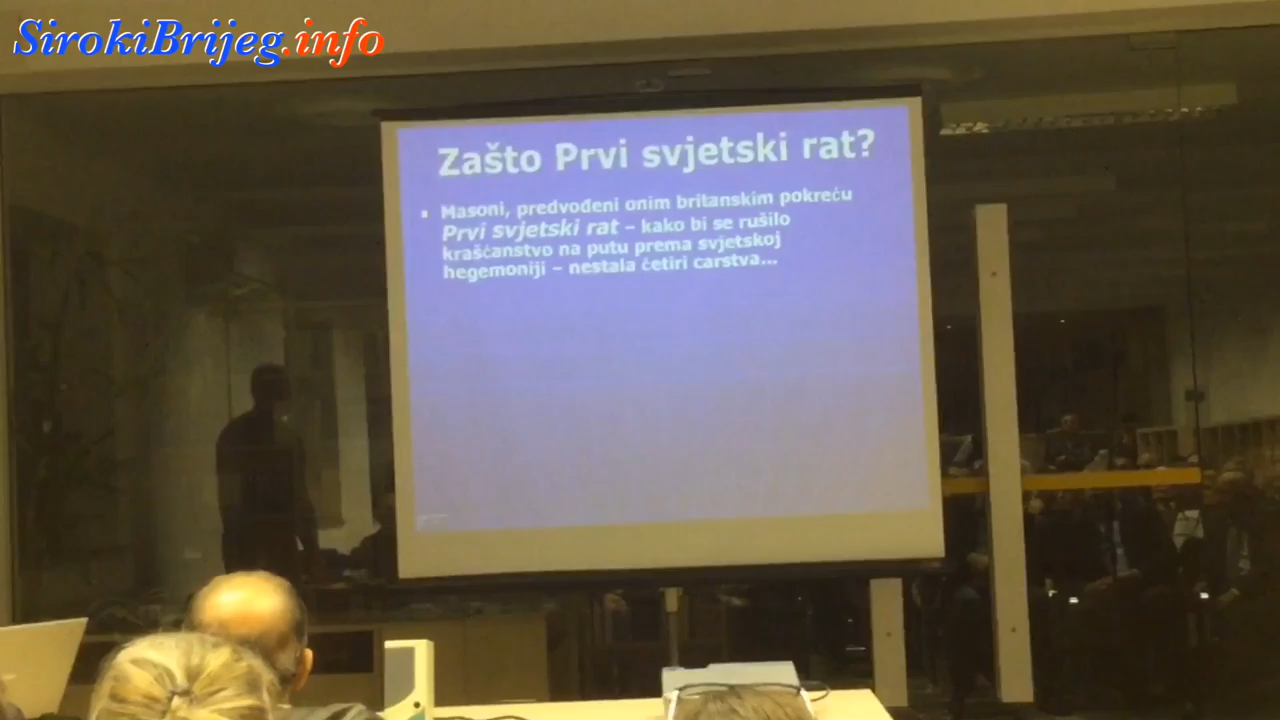 SirokiBrijeg.info
Zašto Prvi svjetski rat?
Masoni, predvođeni onim britanskim pokreću
Prvi svjetski rat – kako bi se rušilo
kraščanstvo na putu prema svjetskoj
hegemoniji – nestala četiri carstva...